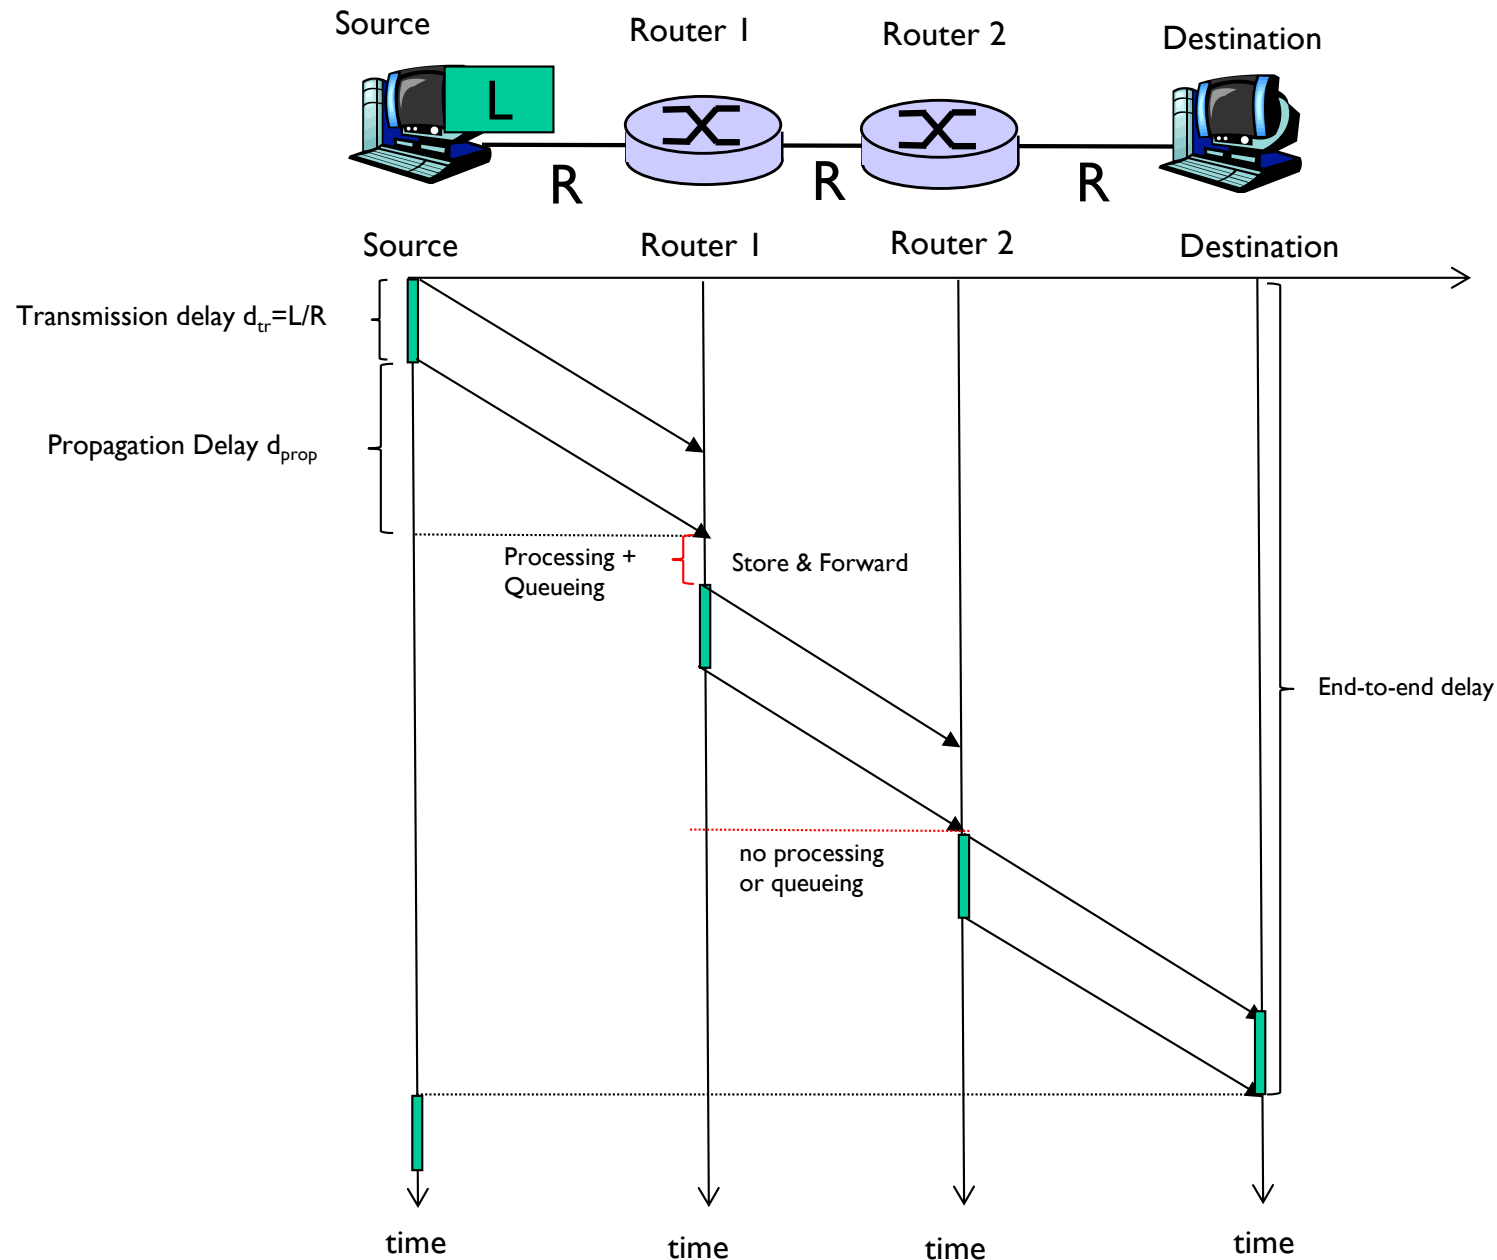 Source
Router 1
Router 2
Destination
L
R
R
R
Source
Router 1
Router 2
Destination
Transmission delay dtr=L/R
Propagation Delay dprop
Processing +
Queueing
Store & Forward
End-to-end delay
no processing
or queueing
time
time
time
time